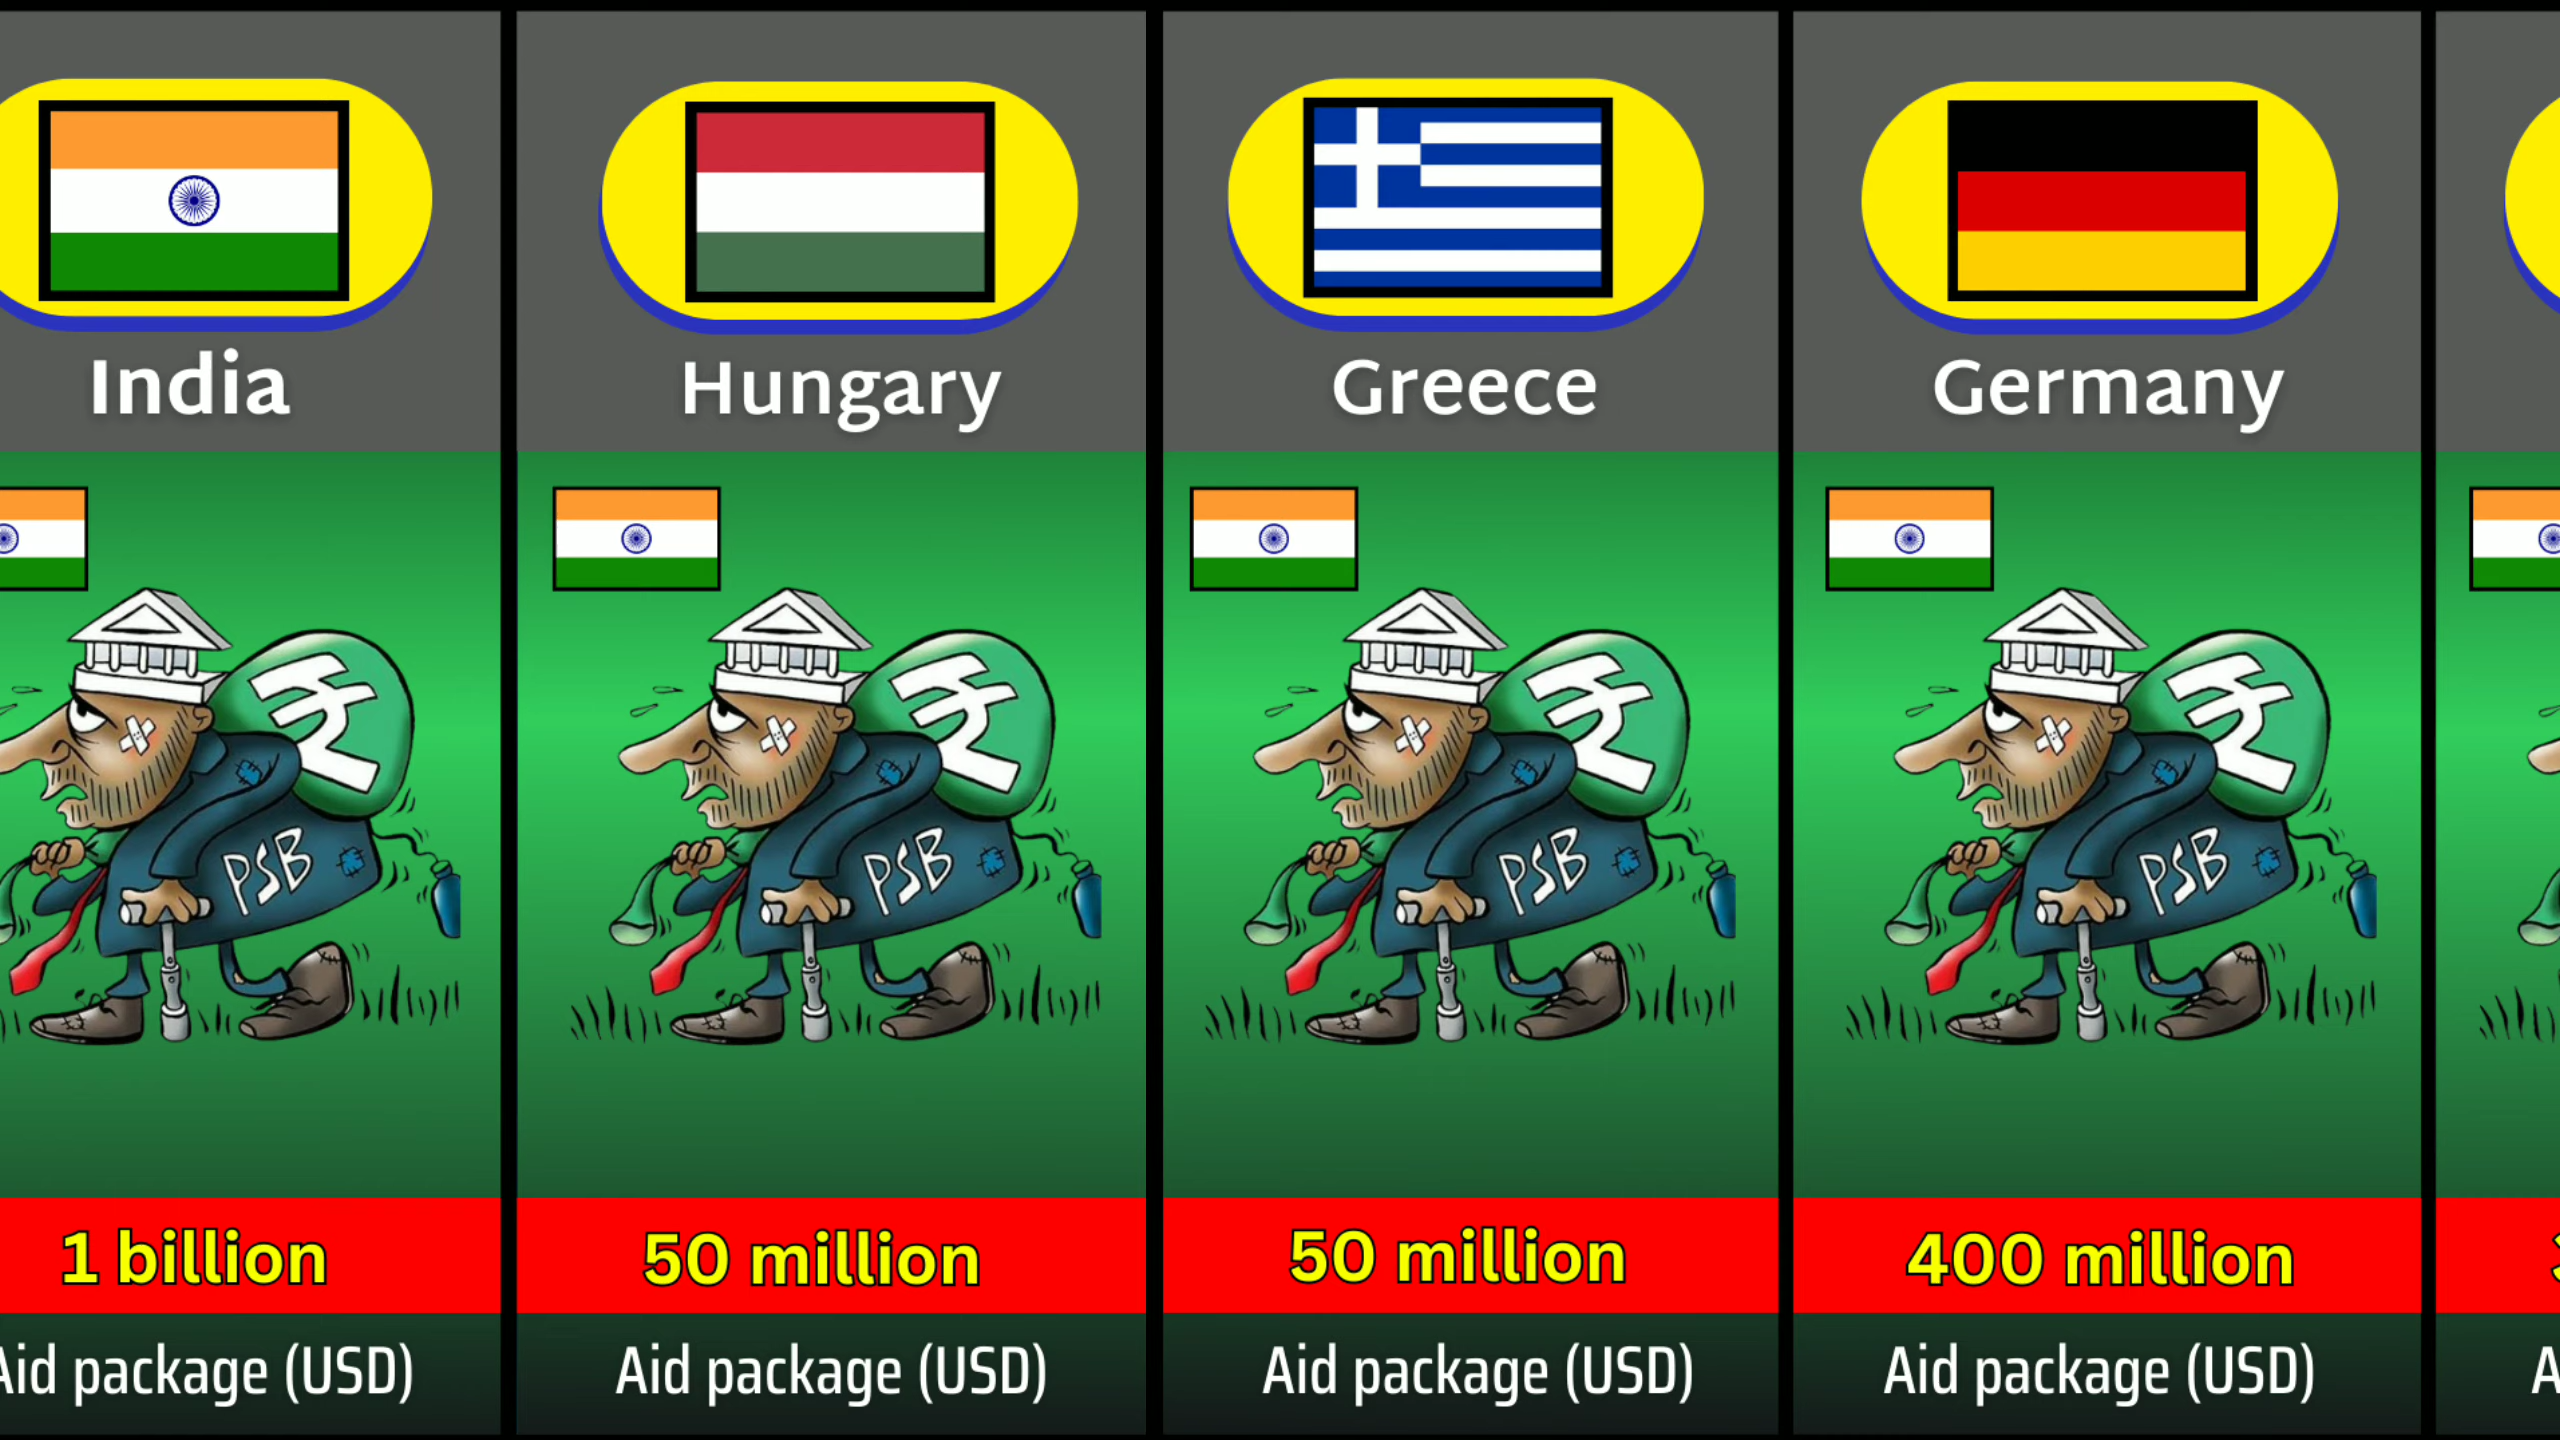 India
Hungary
Greece
Germany
₹
PSB
₹
PSB
₹
PSB
₹
PSB
1 billion
50 million
50 million
400 million
Aid package (USD)
Aid package (USD)
Aid package (USD)
Aid package (USD)